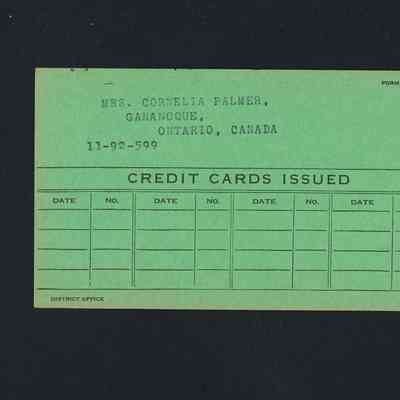 FORM
MRS. CORNELIA PALMER,
GANANOQUE,
ONTARIO, CANADA
11-92-599
CREDIT CARDS ISSUED
DATE NO. DATE NO. DATE NO. DATE
DISTRICT OFFICE